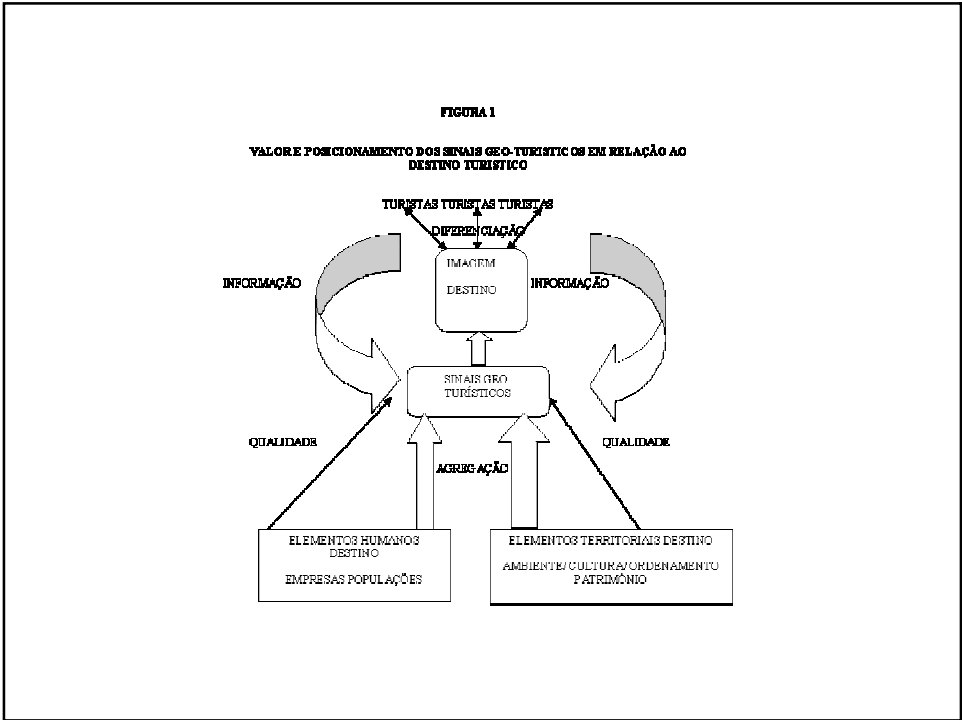 FIGURA 1
VALOR E POSICIONAMENTO DOS SINAIS GEO-TURISTICOS EM RELAÇÃO AO
DESTINO TURISTICO
TURISTAS TURISTAS TURISTAS
DIFERENCIAÇÃO
IMAGEM
DESTINO
INFORMAÇÃO
INFORMAÇÃO
SINAIS GEO
TURÍSTICOS
QUALIDADE
QUALIDADE
AGREGAÇÃO
ELEMENTOS HUMANOS
DESTINO
EMPRESAS POPULAÇÕES
ELEMENTOS TERRITORIAIS DESTINO
AMBIENTE/ CULTURA/ ORDENAMENTO
PATRIMÓNIO